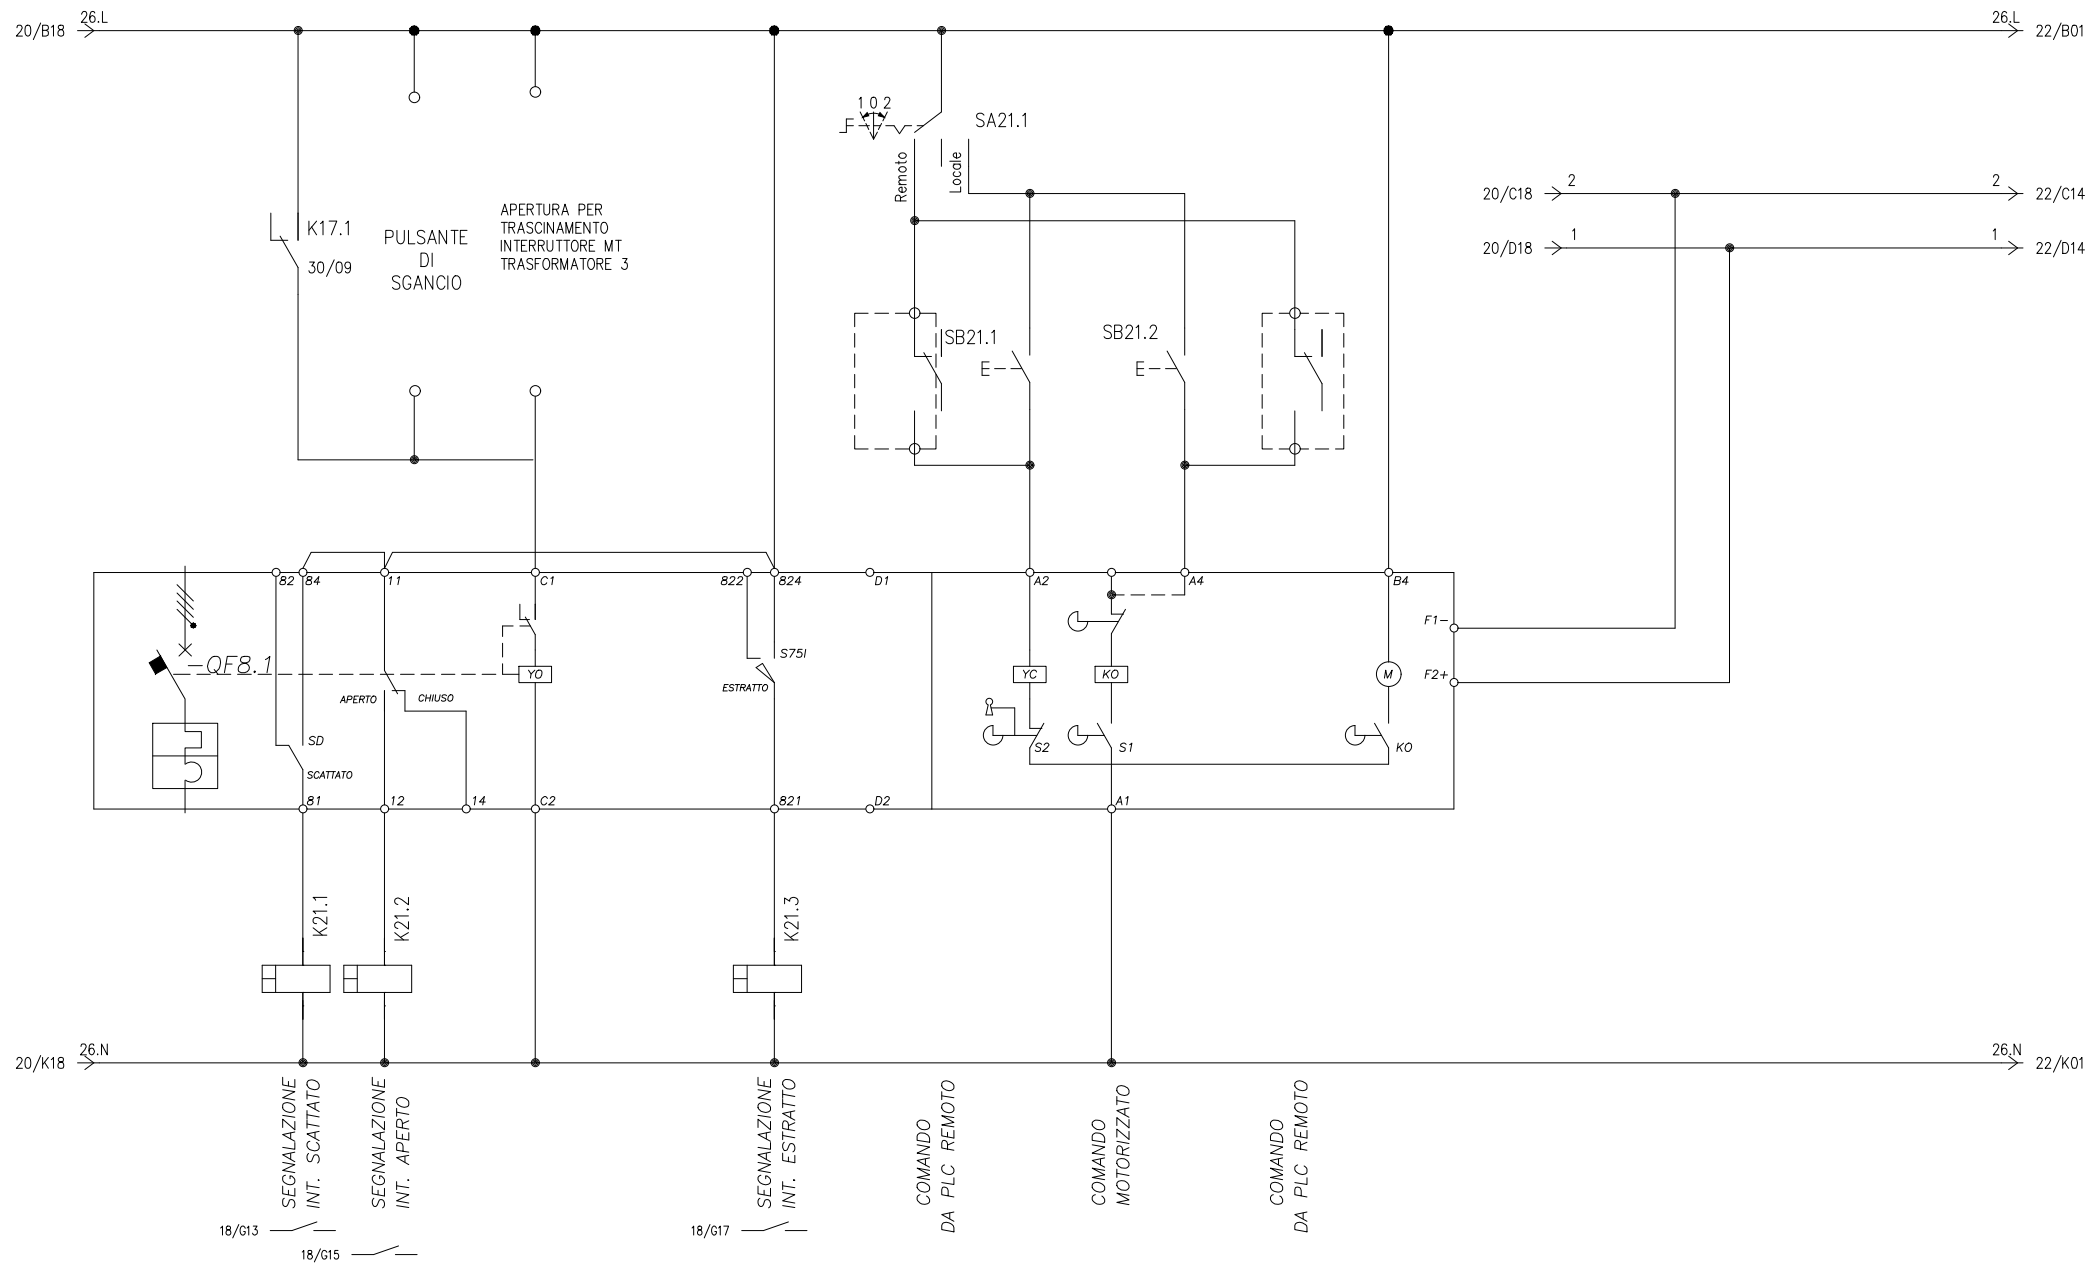 26.L
26.L
20/B18
22/B01
1 0 2
SA21.1
Remoto
Locale
20/C18
2
2
22/C14
20/D18
1
1
22/D14
K17.1
30/09
PULSANTE
DI
SGANCIO
APERTURA PER
TRASCINAMENTO
INTERRUTTORE MT
TRASFORMATORE 3
SB21.1
SB21.2
E
E
82
84
11
C1
822
824
D1
A2
A4
B4
F1-
F2+
-QF8.1
YO
S75I
ESTRATTO
APERTO
CHIUSO
YC
KO
M
SD
SCATTATO
S2
S1
KO
81
12
14
C2
821
D2
A1
K21.1
K21.2
K21.3
26.N
26.N
20/K18
22/K01
SEGNALAZIONE
INT. SCATTATO
SEGNALAZIONE
INT. APERTO
SEGNALAZIONE
INT. ESTRATTO
COMANDO
DA PLC REMOTO
COMANDO
MOTORIZZATO
COMANDO
DA PLC REMOTO
18/G13
18/G15
18/G17